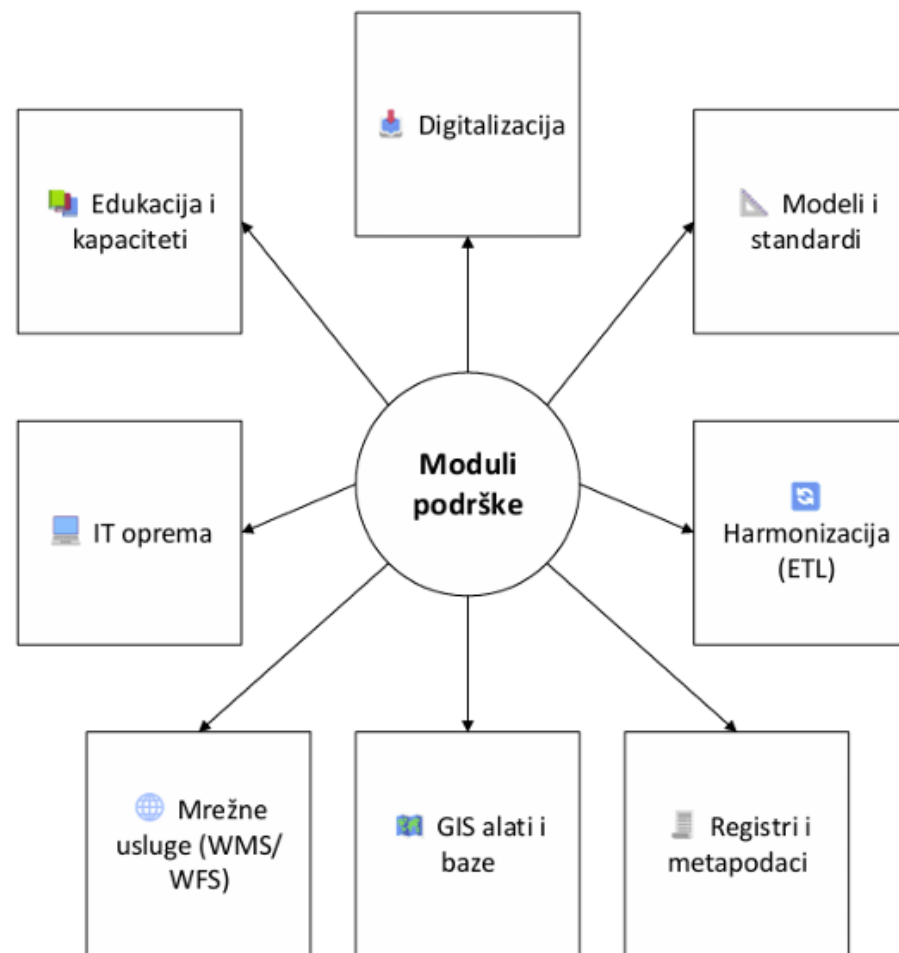 Digitalizacija
Edukacija i
kapaciteti
Modeli i
standardi
Moduli
podrške
IT oprema
Harmonizacija
(ETL)
Mrežne
usluge (WMS/
WFS)
GIS alati i
baze
Registri i
metapodaci